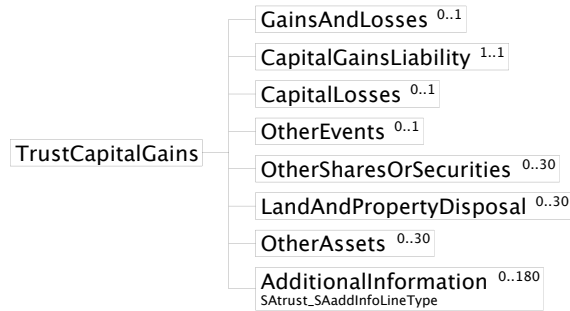 GainsAndLosses 0..1
CapitalGainsLiability 1..1
CapitalLosses 0..1
OtherEvents 0..1
TrustCapitalGains
OtherSharesOrSecurities 0..30
LandAndPropertyDisposal 0..30
OtherAssets 0..30
AdditionalInformation 0..180
SAtrust_SAaddInfoLineType